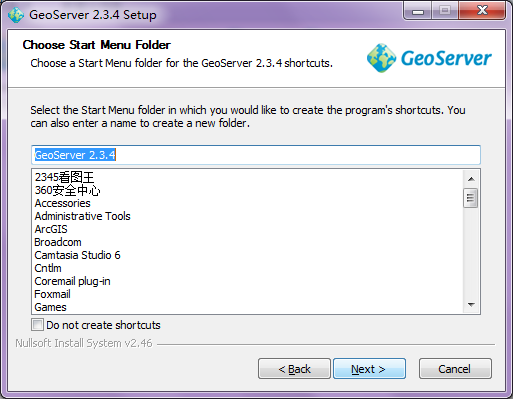 GeoServer 2.3.4 Setup
Choose Start Menu Folder
Choose a Start Menu folder for the GeoServer 2.3.4 shortcuts.
GeoServer
Select the Start Menu folder in which you would like to create the program's shortcuts. You
can also enter a name to create a new folder.
GeoServer 2.3.4
2345看图王
360安全中心
Accessories
Administrative Tools
ArcGIS
Broadcom
Camtasia Studio 6
Cntlm
Coremail plug-in
Foxmail
Games
Do not create shortcuts
Nullsoft Install System v2.46
< Back
Next >
Cancel